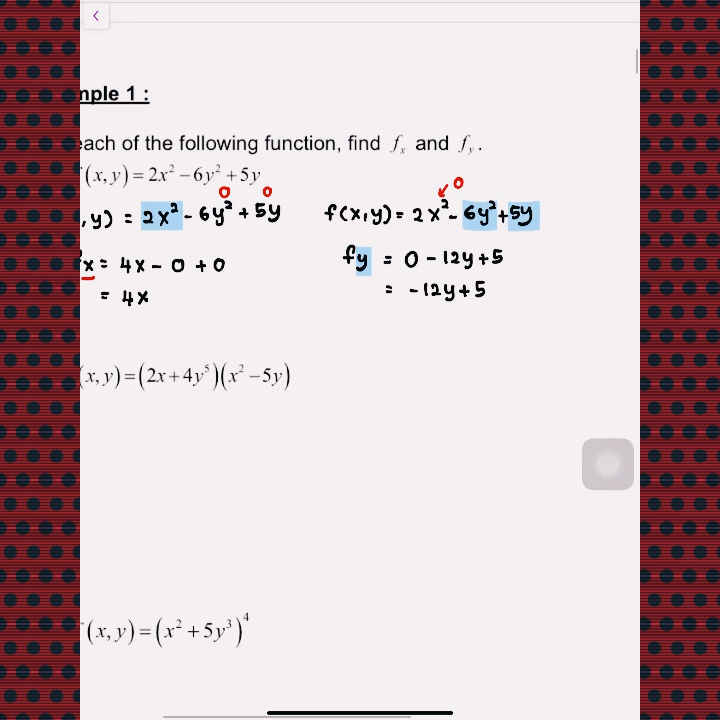 mple 1 :
each of the following function, find fₓ and f_y.
f(x, y) = 2x² − 6y² + 5y
0 0
, y) = 2x² - 6y² + 5y
fx = 4x - 0 + 0
= 4x
0
f(x,y) = 2x² - 6y² + 5y
fy = 0 - 12y + 5
= -12y + 5
(x, y) = (2x + 4y⁵)(x² − 5y)
f(x, y) = (x² + 5y³)⁴